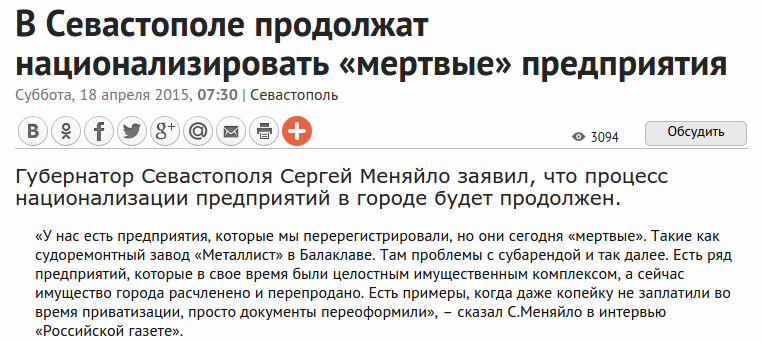 В Севастополе продолжат
национализировать «мертвые» предприятия
Суббота, 18 апреля 2015, 07:30 | Севастополь
3094 Обсудить
Губернатор Севастополя Сергей Меняйло заявил, что процесс
национализации предприятий в городе будет продолжен.
«У нас есть предприятия, которые мы перерегистрировали, но они сегодня «мертвые». Такие как
судоремонтный завод «Металлист» в Балаклаве. Там проблемы с субарендой и так далее. Есть ряд
предприятий, которые в свое время были целостным имущественным комплексом, а сейчас
имущество города расчленено и перепродано. Есть примеры, когда даже копейку не заплатили во
время приватизации, просто документы переоформили», – сказал С.Меняйло в интервью
«Российской газете».